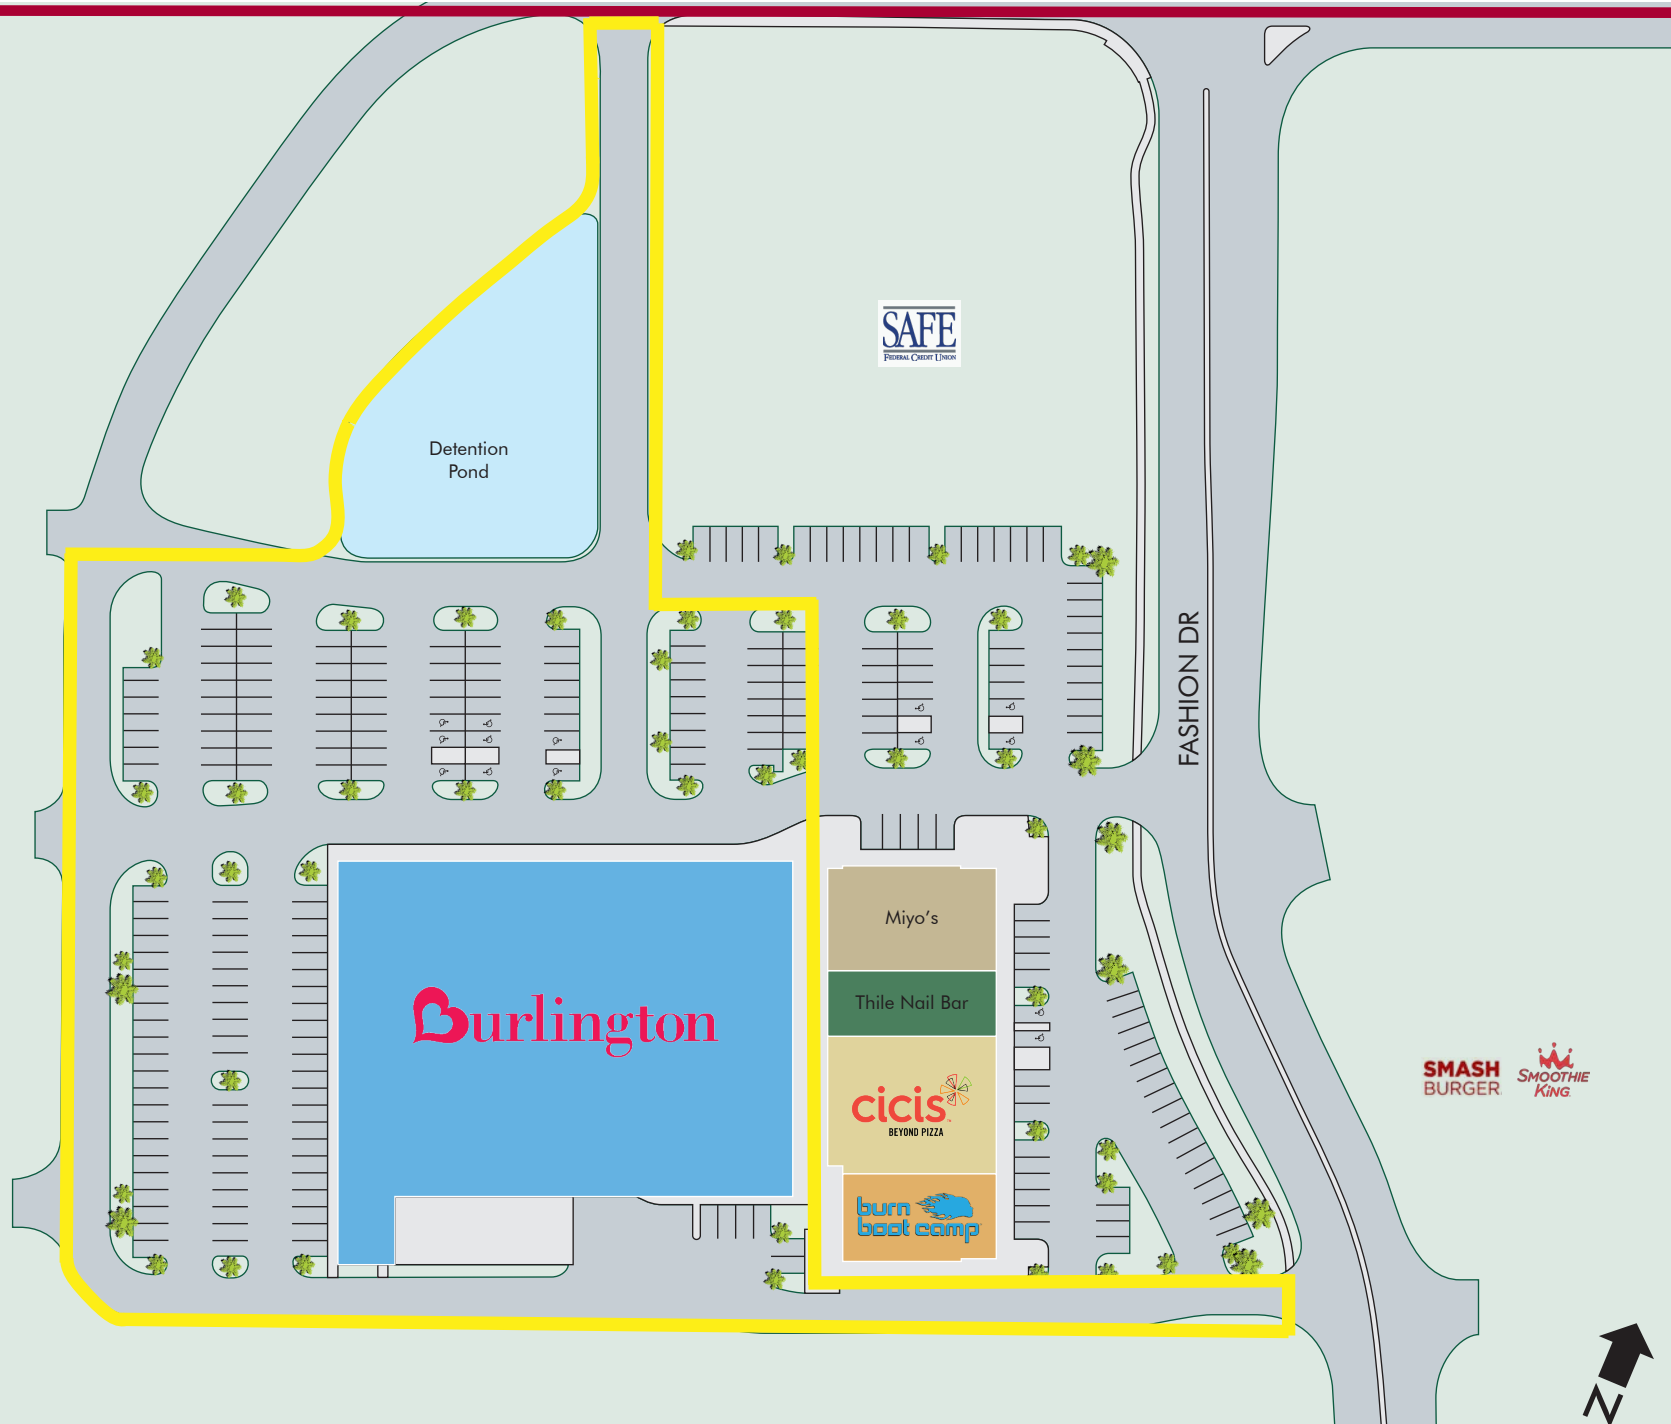 SAFE
FEDERAL CREDIT UNION
Detention
Pond
FASHION DR
Miyo's
Thile Nail Bar
Burlington
cicis
BEYOND PIZZA
burn
boot camp
SMASH
BURGER
SMOOTHIE
KING
N